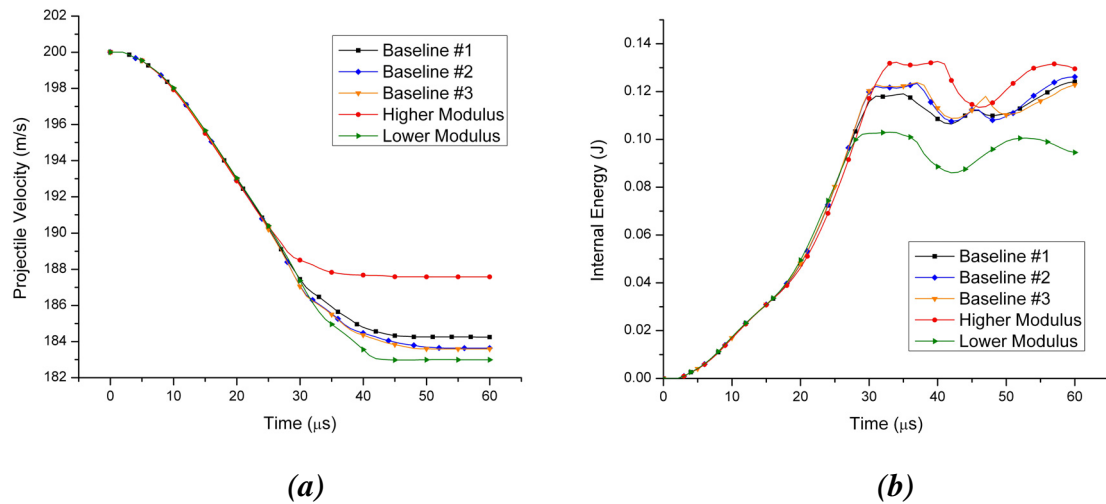 202
200
198
196
194
192
190
188
186
184
182
Projectile Velocity (m/s)
Baseline #1
Baseline #2
Baseline #3
Higher Modulus
Lower Modulus
0 10 20 30 40 50 60
Time (μs)
(a)
0.14
0.12
0.10
0.08
0.06
0.04
0.02
0.00
Internal Energy (J)
Baseline #1
Baseline #2
Baseline #3
Higher Modulus
Lower Modulus
0 10 20 30 40 50 60
Time (μs)
(b)